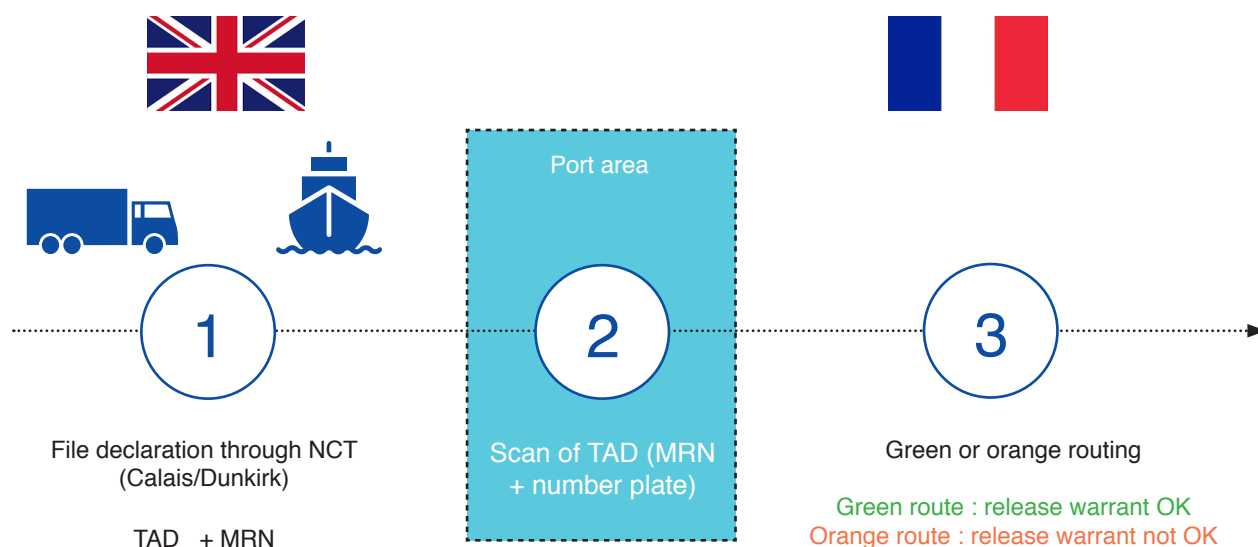 Port area
1
2
3
File declaration through NCT
(Calais/Dunkirk)
TAD + MRN
Scan of TAD (MRN
+ number plate)
Green or orange routing
Green route : release warrant OK
Orange route : release warrant not OK